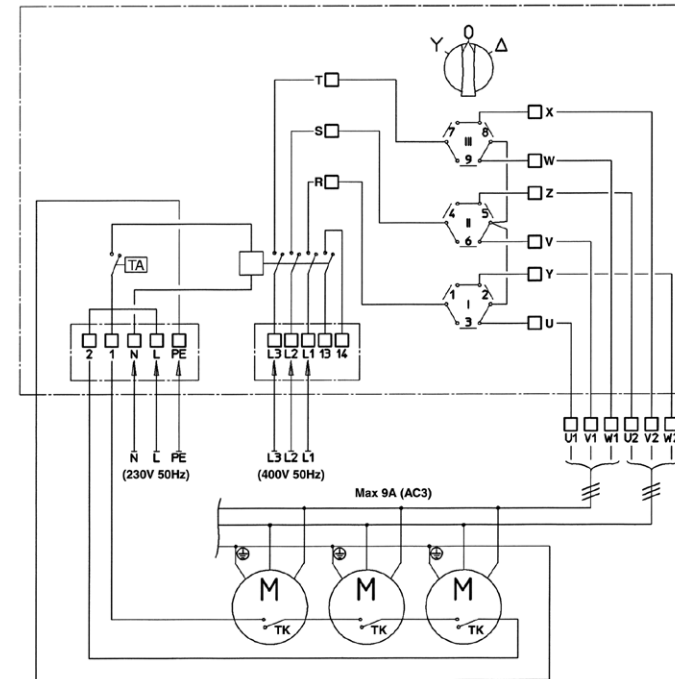 Y O Δ
T
X
7 8
III
9
W
S
Z
4 5
II
6
V
R
Y
1 2
I
3
U
TA
2 1 N L PE
L3 L2 L1 13 14
N L PE
(230V 50Hz)
L3 L2 L1
(400V 50Hz)
U1 V1 W1 U2 V2 W2
Max 9A (AC3)
M M M
TK TK TK